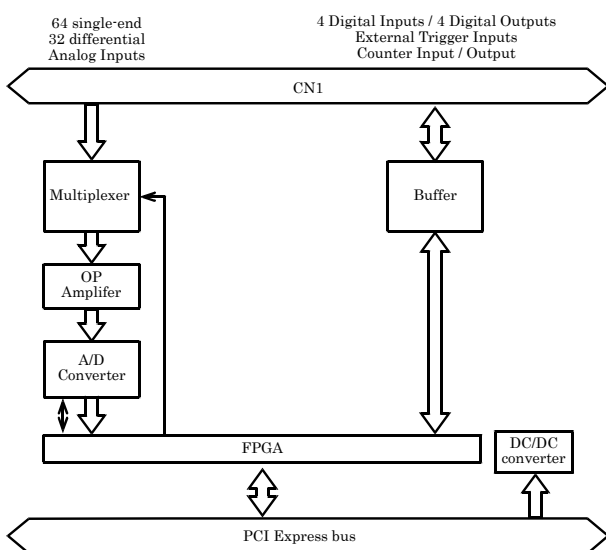 64 single-end
32 differential
Analog Inputs
4 Digital Inputs / 4 Digital Outputs
External Trigger Inputs
Counter Input / Output
CN1
Multiplexer
Buffer
OP
Amplifer
A/D
Converter
FPGA
DC/DC
converter
PCI Express bus